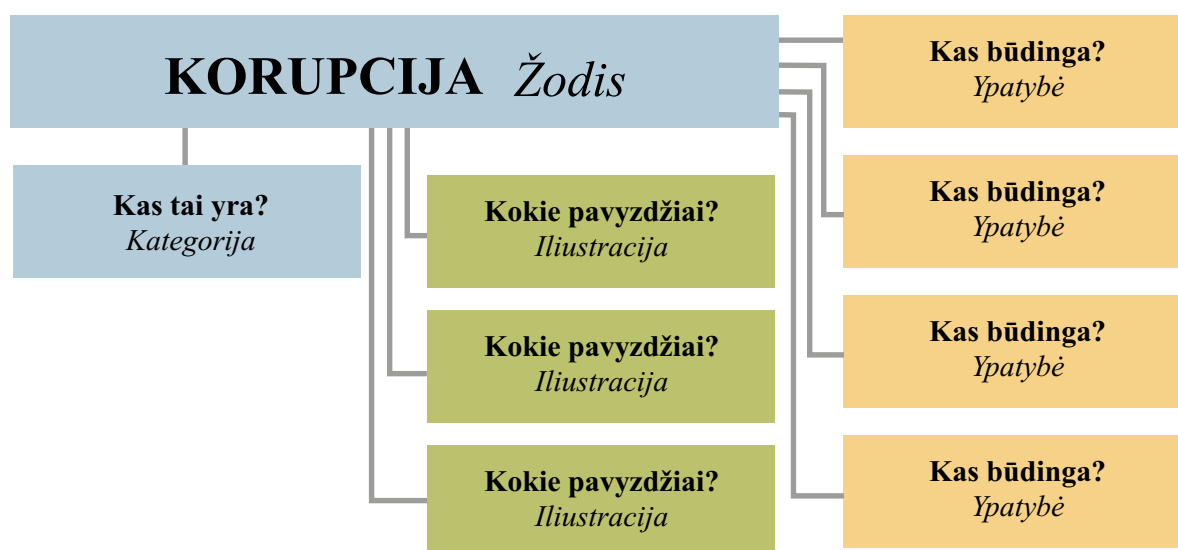 KORUPCIJA Žodis
Kas tai yra?
Kategorija
Kokie pavyzdžiai?
Iliustracija
Kokie pavyzdžiai?
Iliustracija
Kokie pavyzdžiai?
Iliustracija
Kas būdinga?
Ypatybė
Kas būdinga?
Ypatybė
Kas būdinga?
Ypatybė
Kas būdinga?
Ypatybė